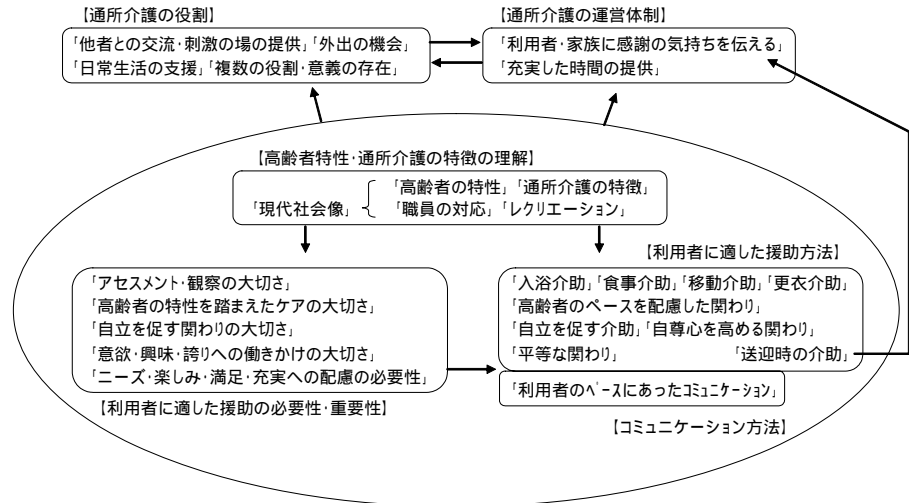 【通所介護の役割】
「他者との交流･刺激の場の提供」「外出の機会」
「日常生活の支援」「複数の役割･意義の存在」
【通所介護の運営体制】
「利用者･家族に感謝の気持ちを伝える」
「充実した時間の提供」
【高齢者特性･通所介護の特徴の理解】
「現代社会像」
「高齢者の特性」「通所介護の特徴」
「職員の対応」「レクリエーション」
「アセスメント･観察の大切さ」
「高齢者の特性を踏まえたケアの大切さ」
「自立を促す関わりの大切さ」
「意欲･興味･誇りへの働きかけの大切さ」
「ニーズ･楽しみ･満足･充実への配慮の必要性」
【利用者に適した援助の必要性･重要性】
【利用者に適した援助方法】
「入浴介助」「食事介助」「移動介助」「更衣介助」
「高齢者のペースを配慮した関わり」
「自立を促す介助」「自尊心を高める関わり」
「平等な関わり」 「送迎時の介助」
「利用者のペースにあったコミュニケーション」
【コミュニケーション方法】